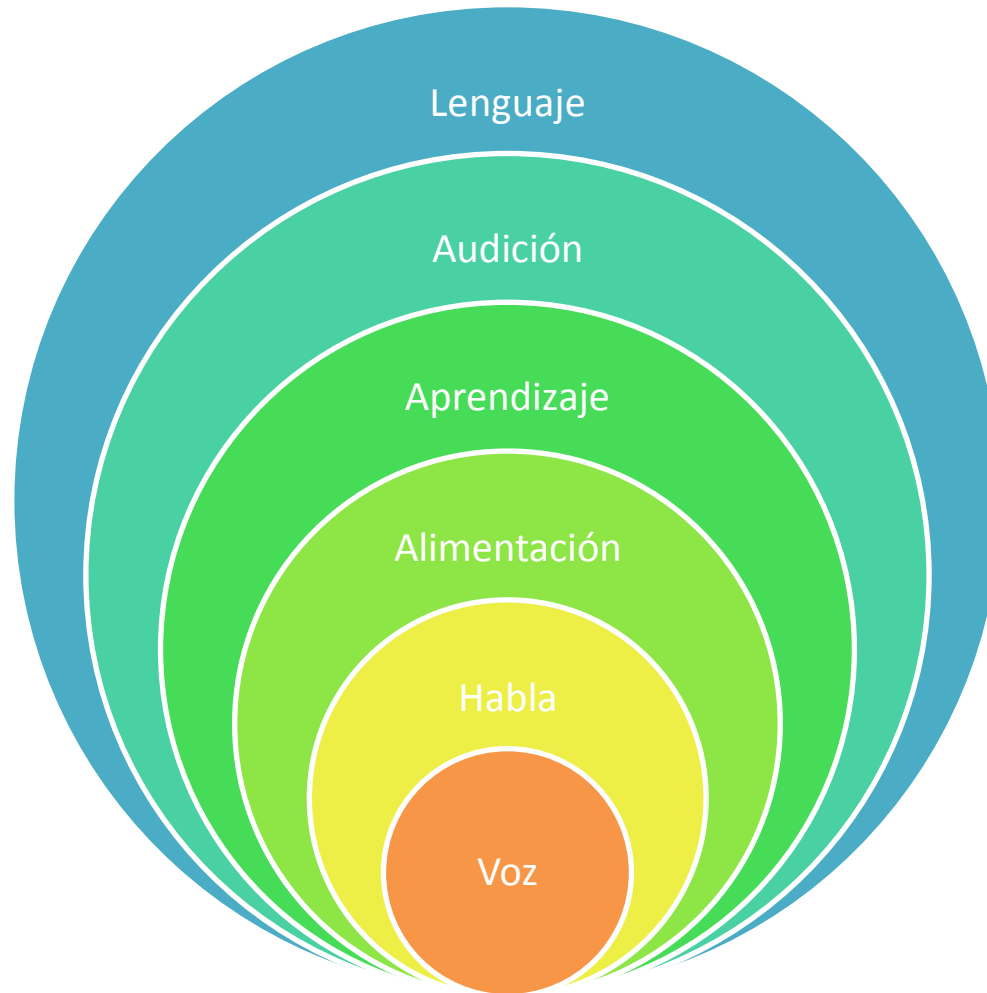 Lenguaje
Audición
Aprendizaje
Alimentación
Habla
Voz